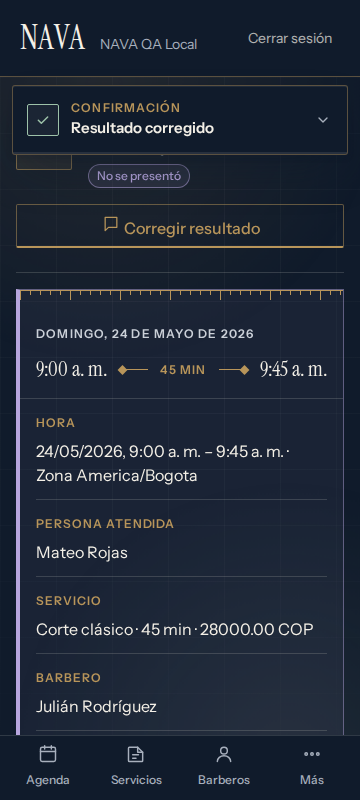 NAVA NAVA QA Local Cerrar sesión
CONFIRMACIÓN
Resultado corregido
No se presentó
Corregir resultado
DOMINGO, 24 DE MAYO DE 2026
9:00 a. m. 45 MIN 9:45 a. m.
HORA
24/05/2026, 9:00 a. m. – 9:45 a. m. ·
Zona America/Bogota
PERSONA ATENDIDA
Mateo Rojas
SERVICIO
Corte clásico · 45 min · 28000.00 COP
BARBERO
Julián Rodríguez
Agenda Servicios Barberos Más